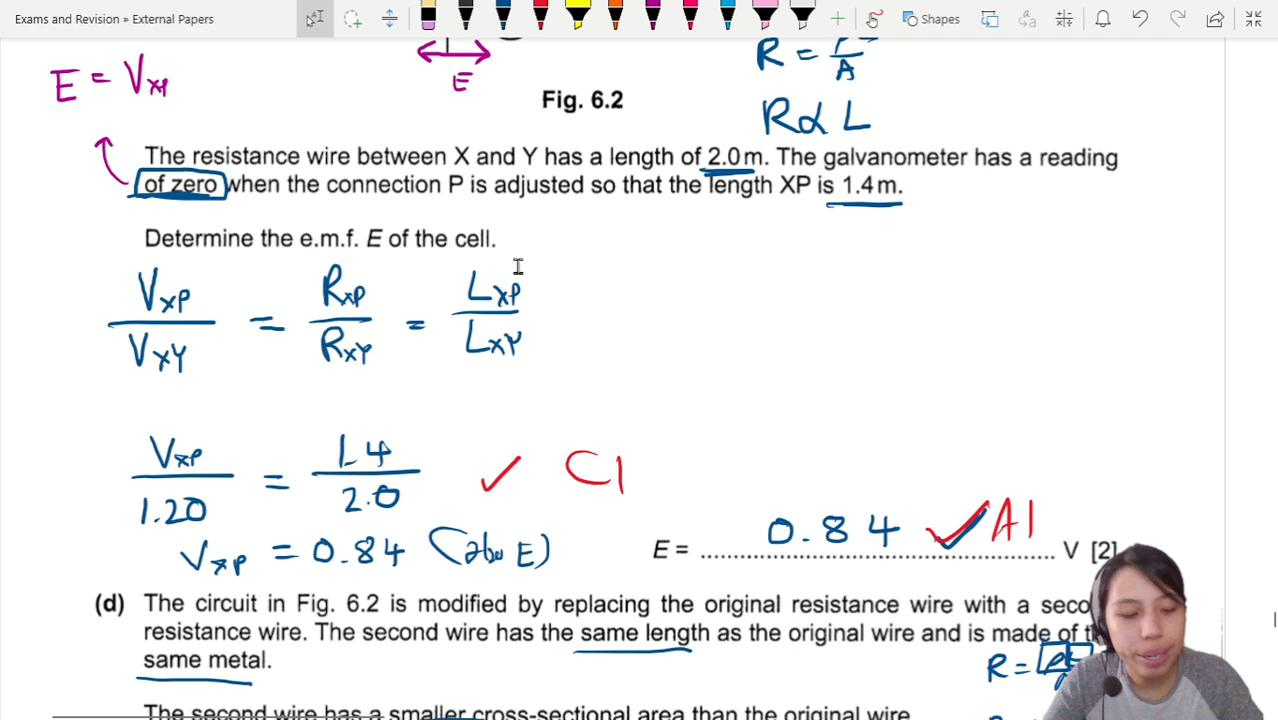 Exams and Revision » External Papers
Shapes
E = VXP
E
R =
A
Fig. 6.2
R ∝ L
The resistance wire between X and Y has a length of 2.0 m. The galvanometer has a reading
of zero when the connection P is adjusted so that the length XP is 1.4 m.
Determine the e.m.f. E of the cell.
VXP / VXY = RXP / RXY = LXP / LXY
VXP / 1.20 = 1.4 / 2.0 ✓ C1
VXP = 0.84 (also E)
0.84 ✓ A1
E = ........................................................ V [2]
(d) The circuit in Fig. 6.2 is modified by replacing the original resistance wire with a seco
resistance wire. The second wire has the same length as the original wire and is made of t
same metal.
R =
The second wire has a smaller cross-sectional area than the original wire.